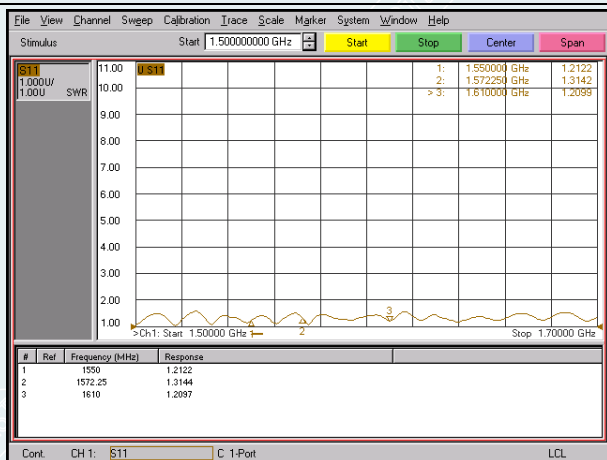 File View Channel Sweep Calibration Trace Scale Marker System Window Help
Stimulus Start 1.500000000 GHz Start Stop Center Span
S11
1.000U/
1.00U SWR
11.00 U S11
10.00
9.00
8.00
7.00
6.00
5.00
4.00
3.00
2.00
1.00
1: 1.550000 GHz 1.2122
2: 1.572250 GHz 1.3142
> 3: 1.610000 GHz 1.2099
1 2 3
>Ch1: Start 1.50000 GHz Stop 1.70000 GHz
# Ref Frequency (MHz) Response
1 1550 1.2122
2 1572.25 1.3144
3 1610 1.2097
Cont. CH 1: S11 C 1-Port LCL